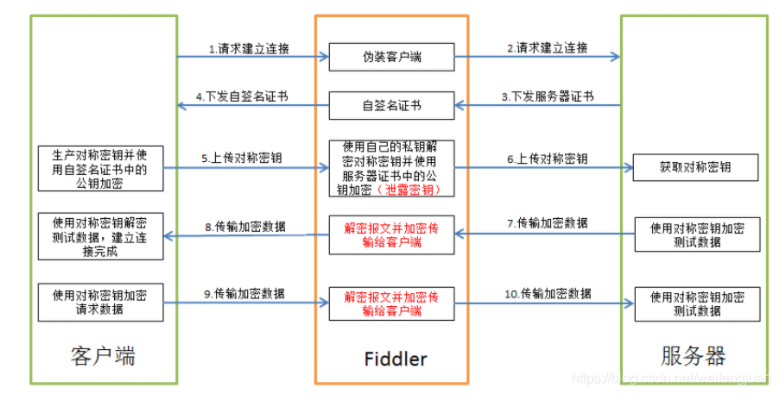 1.请求建立连接
伪装客户端
2.请求建立连接
4.下发自签名证书
自签名证书
3.下发服务器证书
生产对称密钥并使
用自签名证书中的
公钥加密
5.上传对称密钥
使用自己的私钥解
密对称密钥并使用
服务器证书中的公
钥加密（泄露密钥）
6.上传对称密钥
获取对称密钥
使用对称密钥解密
测试数据，建立连
接完成
8.传输加密数据
解密报文并加密传
输给客户端
7.传输加密数据
使用对称密钥加密
测试数据
使用对称密钥加密
请求数据
9.传输加密数据
解密报文并加密传
输给客户端
10.传输加密数据
使用对称密钥加密
测试数据
客户端
Fiddler
服务器